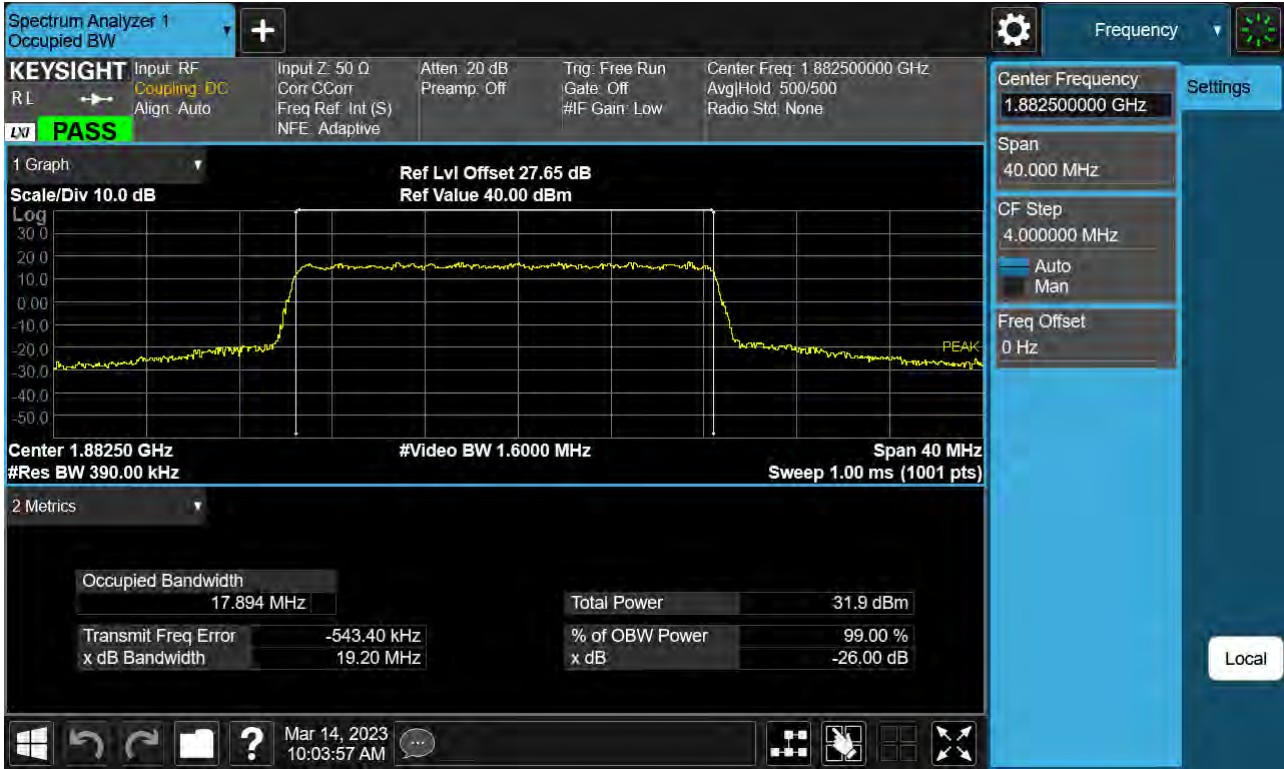 Spectrum Analyzer 1
Occupied BW
Frequency
KEYSIGHT
RL
LXI
PASS
Input: RF
Coupling: DC
Align: Auto
Input Z: 50 Ω
Corr CCorr
Freq Ref: Int (S)
NFE: Adaptive
Atten: 20 dB
Preamp: Off
Trig: Free Run
Gate: Off
#IF Gain: Low
Center Freq: 1.882500000 GHz
Avg|Hold: 500/500
Radio Std: None
1 Graph
Scale/Div 10.0 dB
Ref Lvl Offset 27.65 dB
Ref Value 40.00 dBm
Log
30.0
20.0
10.0
0.00
-10.0
-20.0
-30.0
-40.0
-50.0
PEAK
Center 1.88250 GHz
#Video BW 1.6000 MHz
Span 40 MHz
#Res BW 390.00 kHz
Sweep 1.00 ms (1001 pts)
2 Metrics
Occupied Bandwidth
17.894 MHz
Total Power 31.9 dBm
Transmit Freq Error -543.40 kHz
% of OBW Power 99.00 %
x dB Bandwidth 19.20 MHz
x dB -26.00 dB
Center Frequency
1.882500000 GHz
Settings
Span
40.000 MHz
CF Step
4.000000 MHz
Auto
Man
Freq Offset
0 Hz
Local
?
Mar 14, 2023
10:03:57 AM